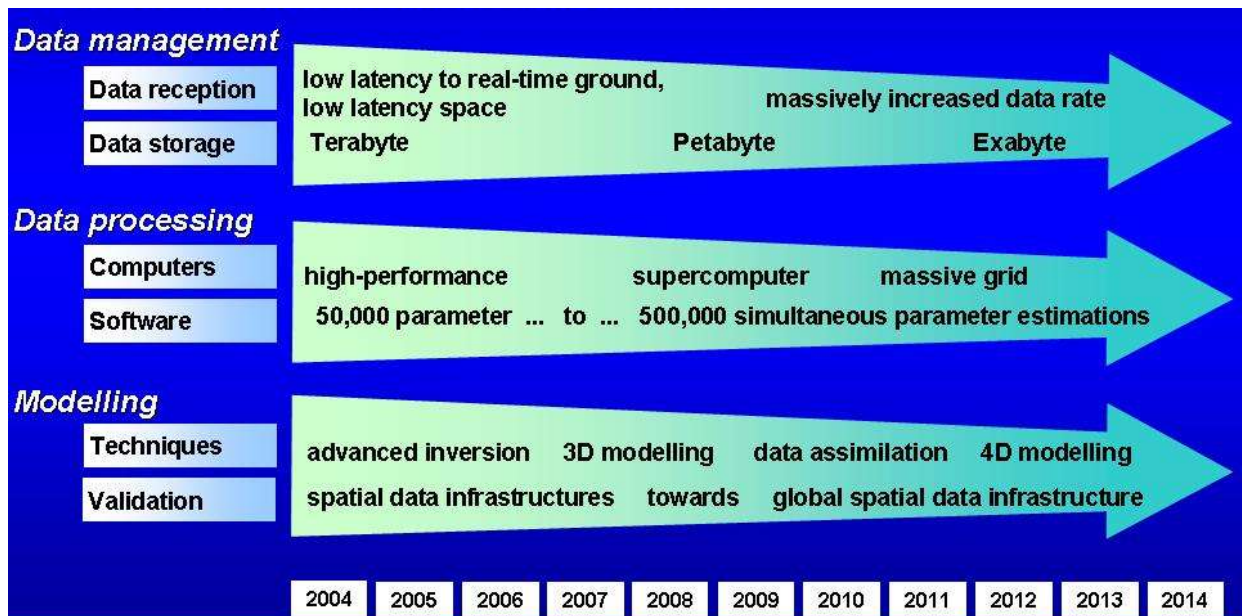 Data management
Data reception
low latency to real-time ground,
low latency space
massively increased data rate
Data storage
Terabyte Petabyte Exabyte
Data processing
Computers
high-performance supercomputer massive grid
Software
50,000 parameter ... to ... 500,000 simultaneous parameter estimations
Modelling
Techniques
advanced inversion 3D modelling data assimilation 4D modelling
Validation
spatial data infrastructures towards global spatial data infrastructure
2004 2005 2006 2007 2008 2009 2010 2011 2012 2013 2014